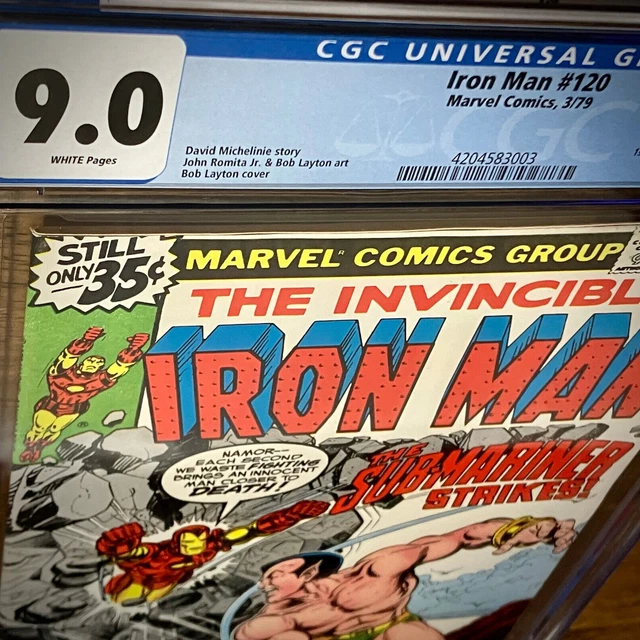 CGC UNIVERSAL
9.0
WHITE Pages
Iron Man #120
Marvel Comics, 3/79
David Michelinie story
John Romita Jr. & Bob Layton art
Bob Layton cover
CGC
4204583003
STILL
ONLY 35¢
MARVEL® COMICS GROUP
THE INVINCIBL
IRON MAN
NAMOR—
EACH SECOND
WE WASTE FIGHTING
BRINGS AN INNOCENT
MAN CLOSER TO
DEATH!
THE
SUB-MARINER
STRIKES!